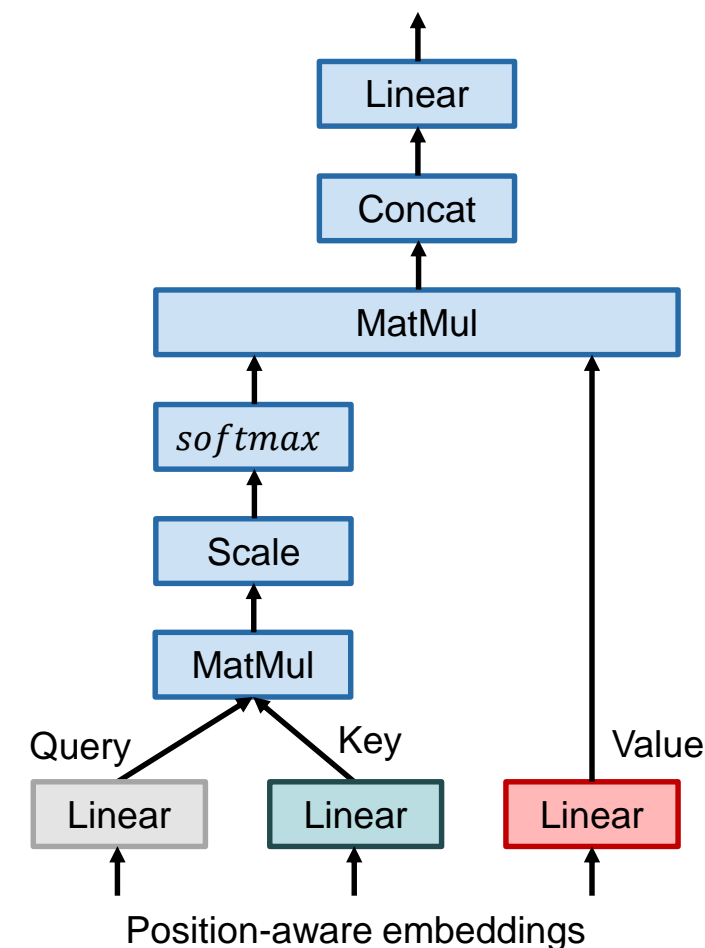 Linear
Concat
MatMul
softmax
Scale
MatMul
Query Key Value
Linear Linear Linear
Position-aware embeddings